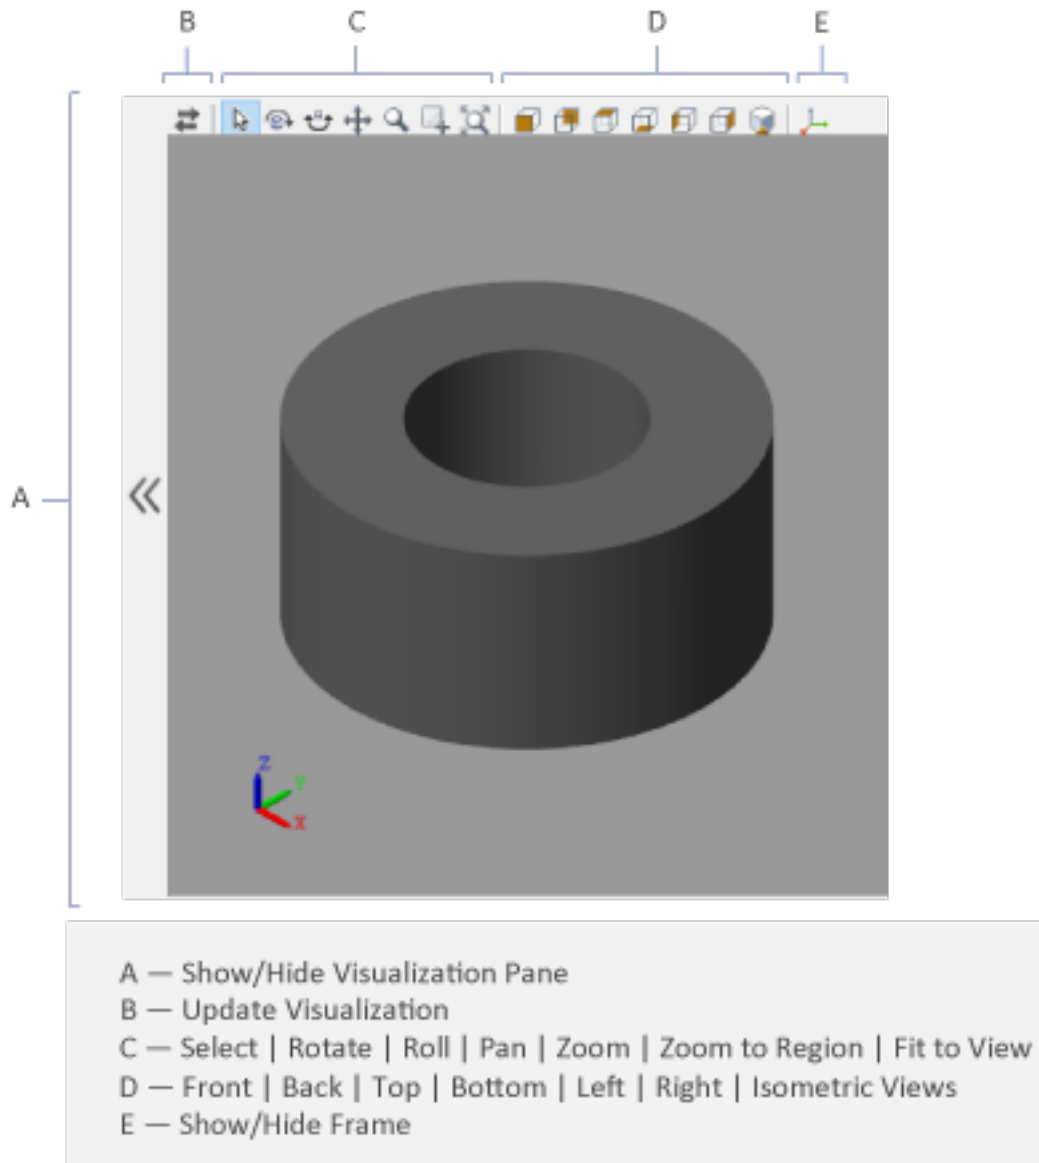 B C D E
A
Z
Y
X
A — Show/Hide Visualization Pane
B — Update Visualization
C — Select | Rotate | Roll | Pan | Zoom | Zoom to Region | Fit to View
D — Front | Back | Top | Bottom | Left | Right | Isometric Views
E — Show/Hide Frame